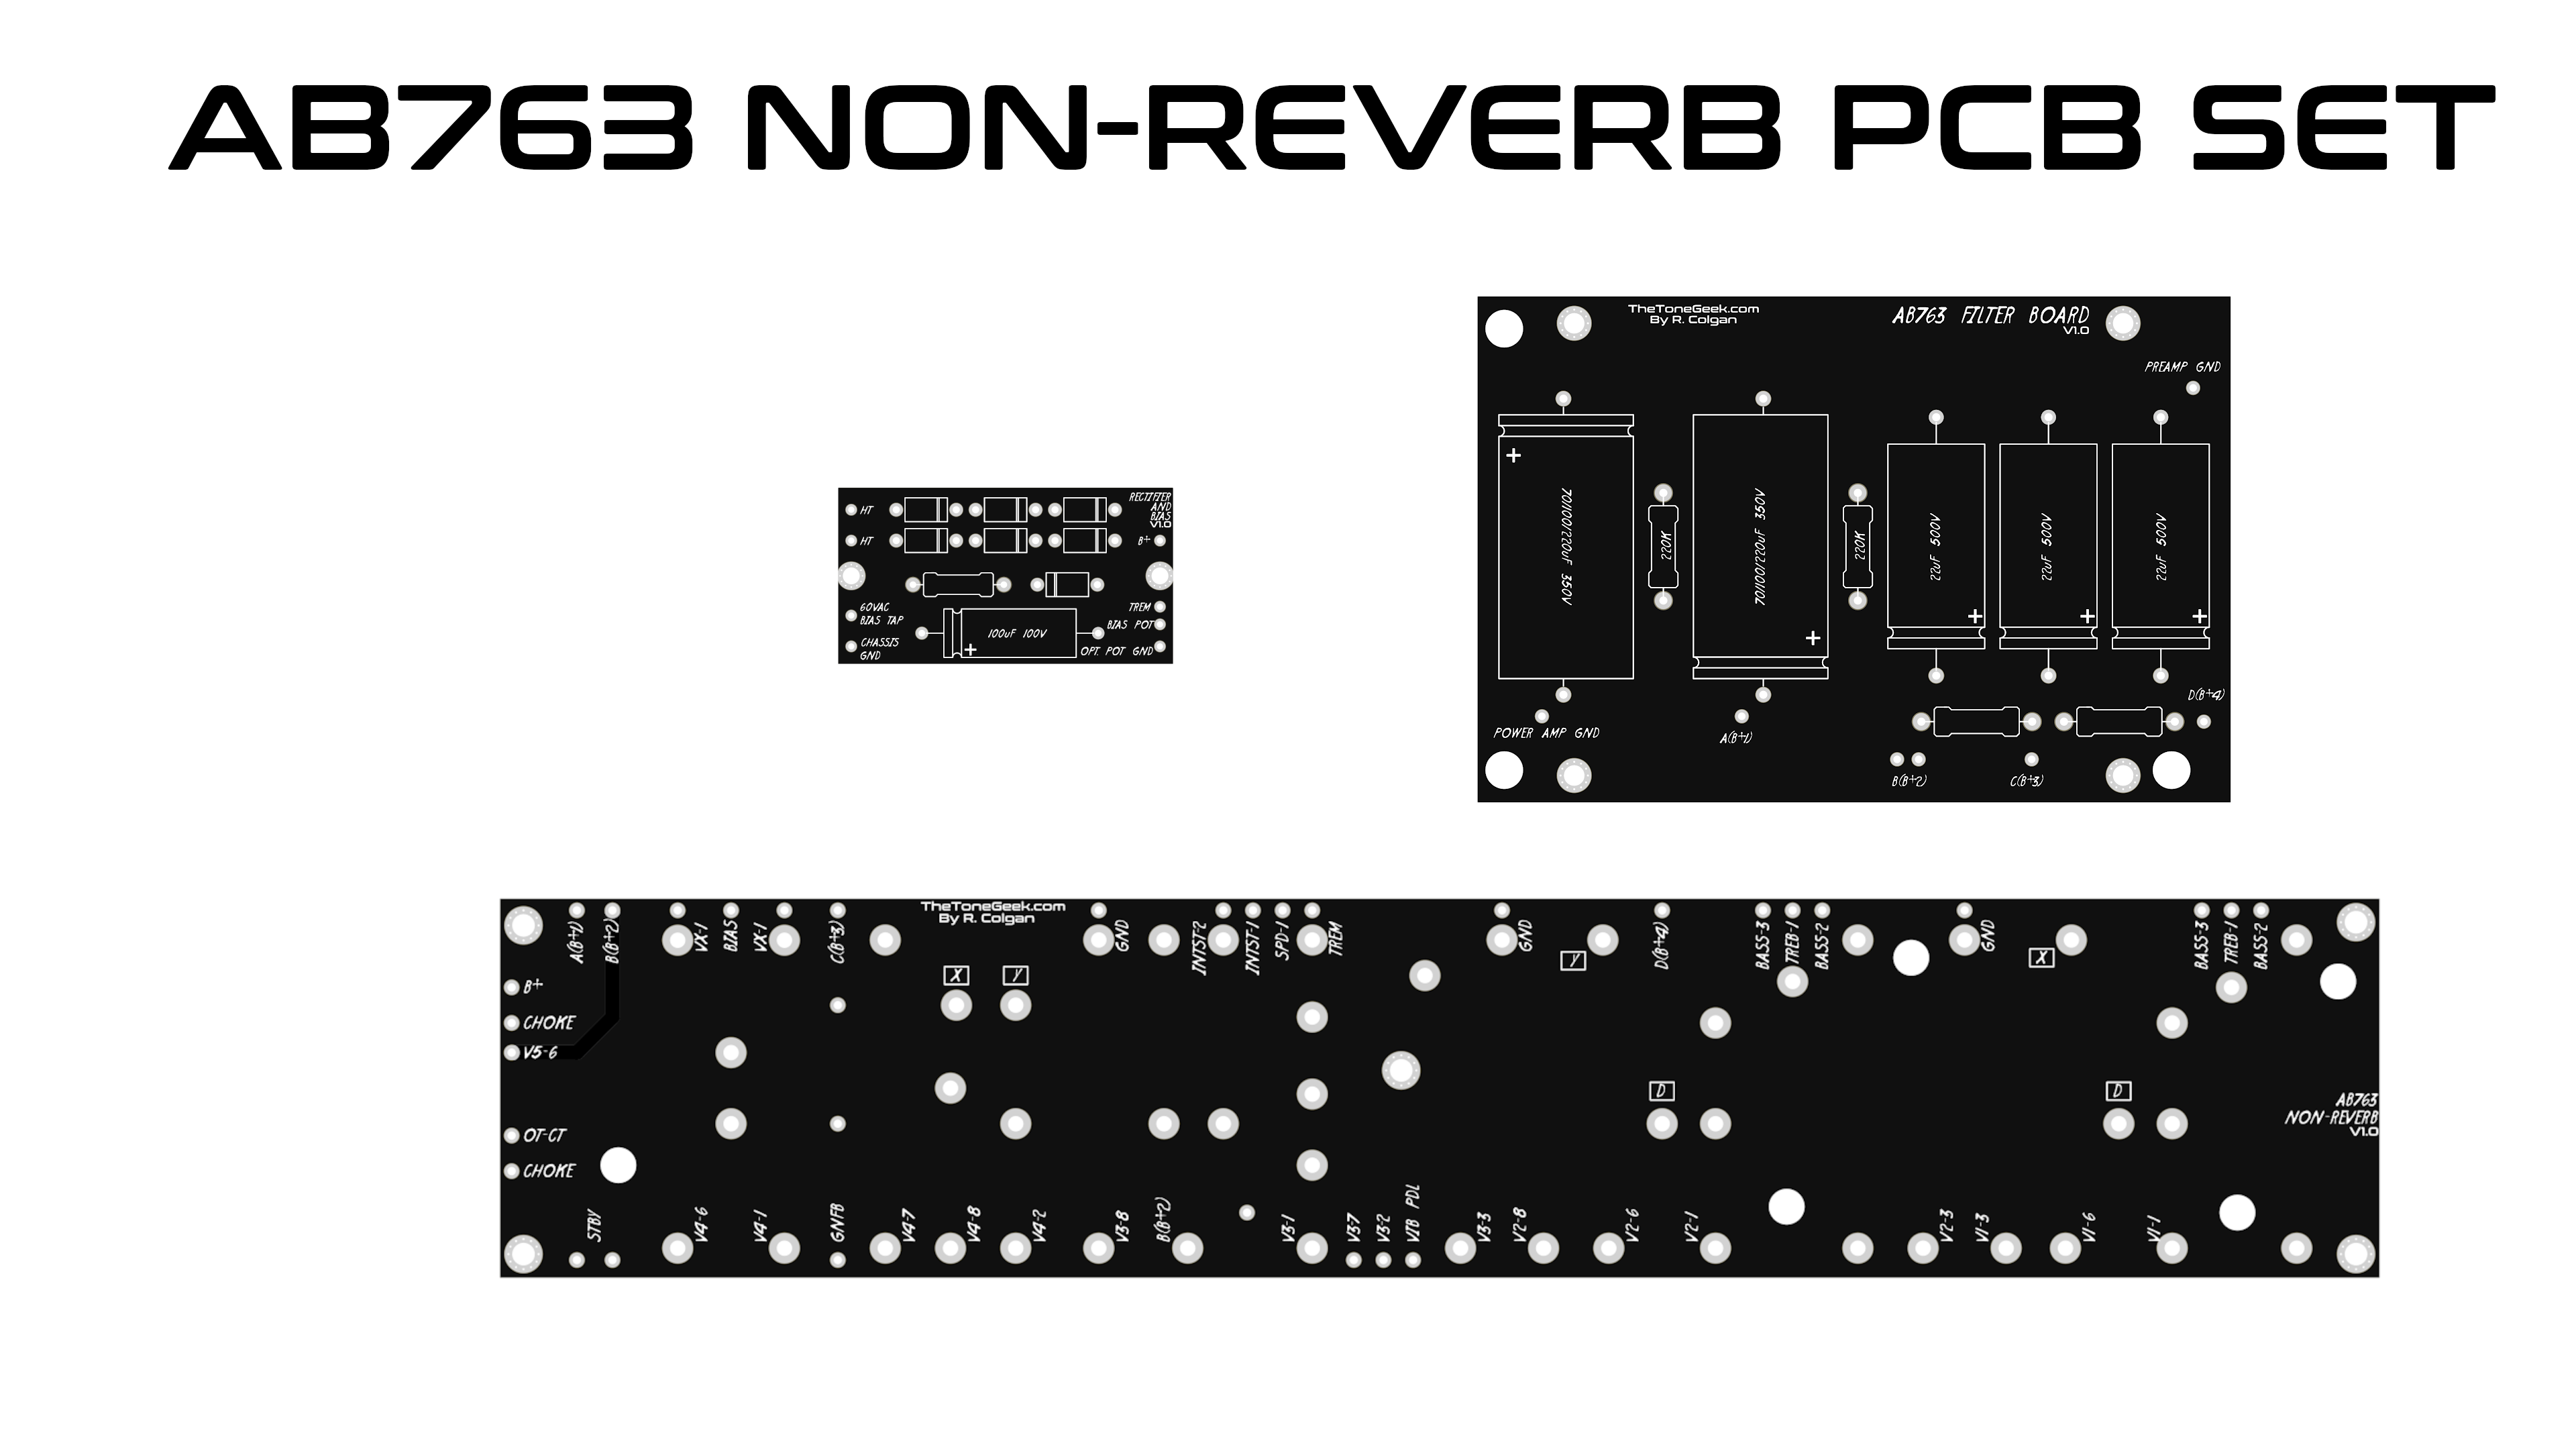 AB763 NON-REVERB PCB SET
TheToneGeek.com
By R. Colgan
AB763 FILTER BOARD
V1.0
PREAMP GND
70/100/220uF 350V
220K
70/100/220uF 350V
220K
22uF 500V
22uF 500V
22uF 500V
+
+
+
+
+
D(B+4)
POWER AMP GND
A(B+1)
B(B+2)
C(B+3)
RECTIFIER
AND
BIAS
V1.0
HT
HT
B+
60VAC
BIAS TAP
CHASSIS
GND
100uF 100V
+
TREM
BIAS POT
OPT. POT GND
TheToneGeek.com
By R. Colgan
A(B+1)
B(B+2)
VX-1
BIAS
VX-1
C(B+3)
GND
INTST-2
INTST-1
SPD-1
TREM
GND
D(B+4)
BASS-3
TREB-1
BASS-2
GND
BASS-3
TREB-1
BASS-2
X
Y
Y
X
B+
CHOKE
V5-6
D
D
AB763
NON-REVERB
V1.0
OT-CT
CHOKE
STBY
V4-6
V4-1
GNFB
V4-7
V4-8
V4-2
V3-8
B(B+2)
V3-1
V3-7
V3-2
VIB PDL
V3-3
V2-8
V2-6
V2-1
V2-3
V1-3
V1-6
V1-1